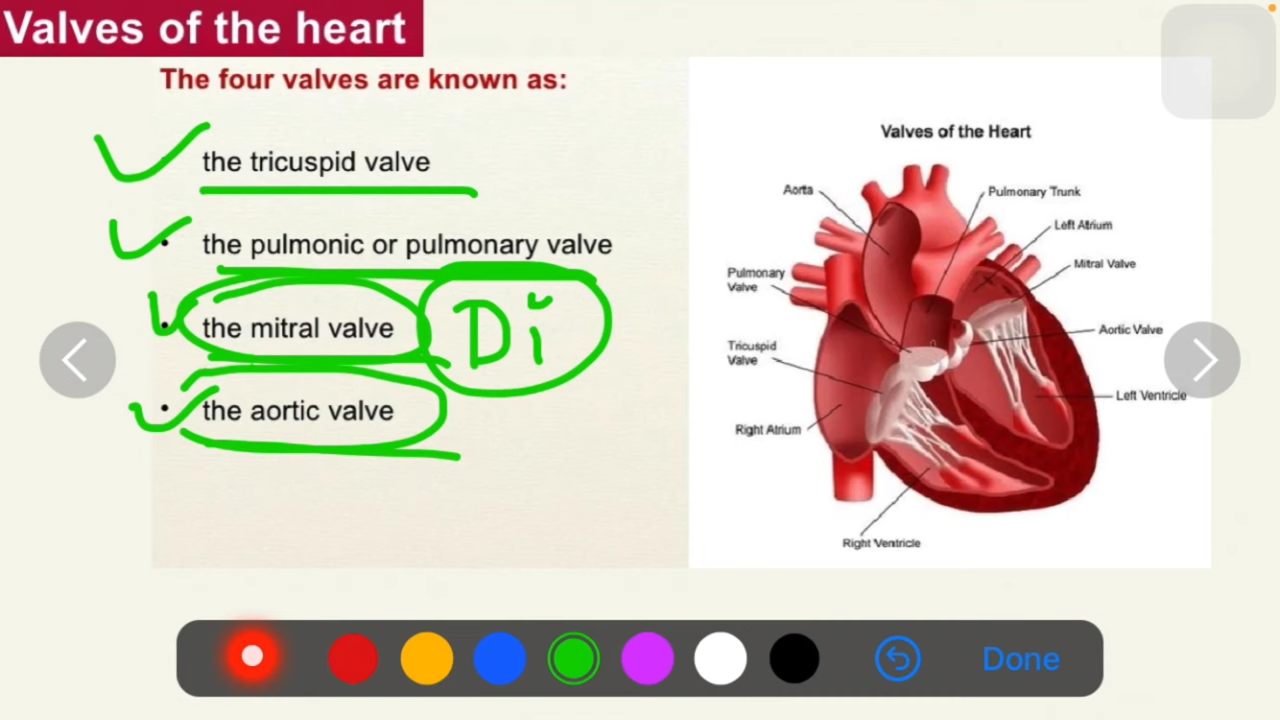 Valves of the heart
The four valves are known as:
the tricuspid valve
• the pulmonic or pulmonary valve
• the mitral valve
Di
• the aortic valve
Valves of the Heart
Aorta
Pulmonary Trunk
Left Atrium
Pulmonary
Valve
Mitral Valve
Aortic Valve
Tricuspid
Valve
Left Ventricle
Right Atrium
Right Ventricle
Done